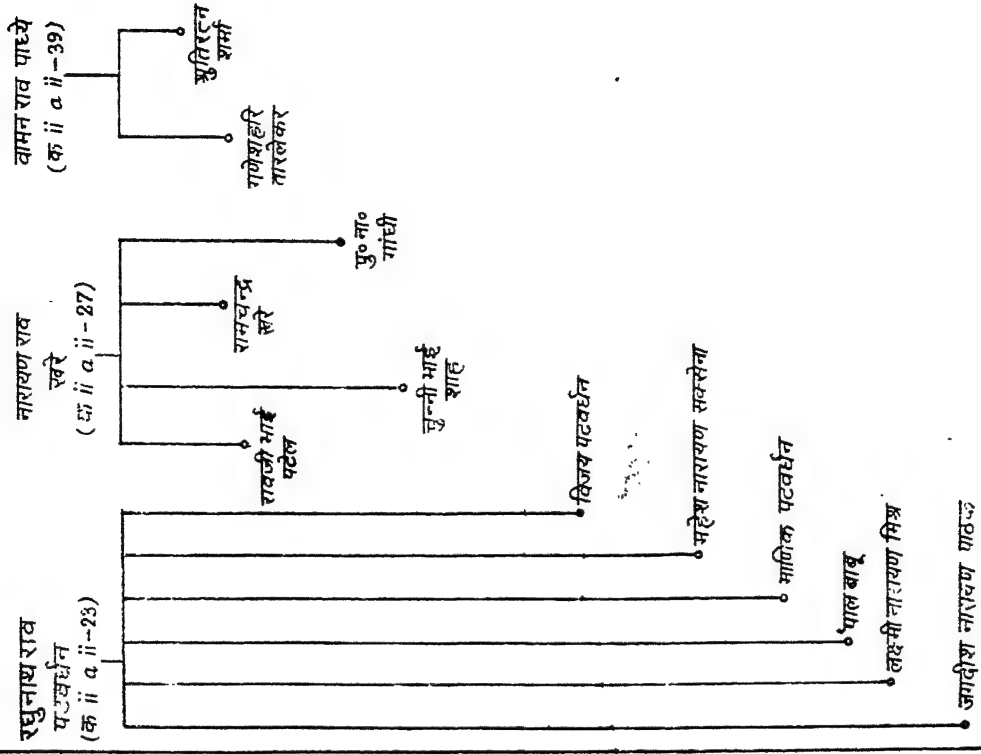 रघुनाथ राव
पटवर्धन
(क ii a ii-23)
विजय पटवर्धन
महेश नारायण सक्सेना
माणिक पटवर्धन
पाल बाबू
लक्ष्मी नारायण मिश्र
जगदीश नारायण पाठक
नारायण राव
खरे
(क ii a ii-27)
रावजी भाई
पटेल
चुन्नी भाई
शाह
रामचन्द्र
खरे
पु॰ ना॰
गांधी
वामन राव पाध्ये
(क ii a ii-39)
गणेशहरि
तारलेकर
श्रुतिरत्न
शर्मा